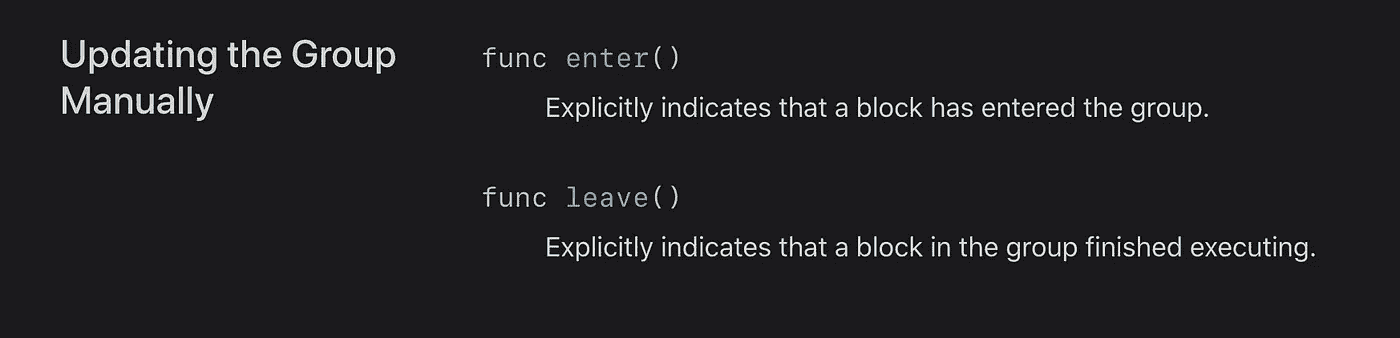 Updating the Group
Manually
func enter()
Explicitly indicates that a block has entered the group.
func leave()
Explicitly indicates that a block in the group finished executing.